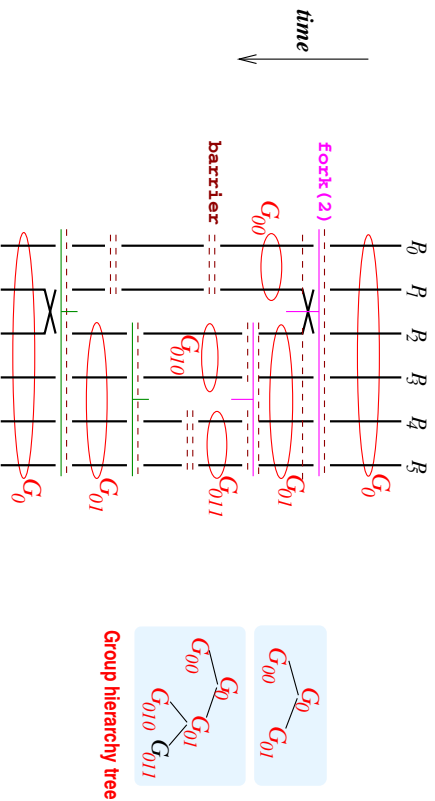 time
fork(2)
barrier
P0
P1
P2
P3
P4
P5
G0
G00
G01
G010
G011
G01
G0
G0
G00
G01
G0
G00
G01
G010
G011
Group hierarchy tree